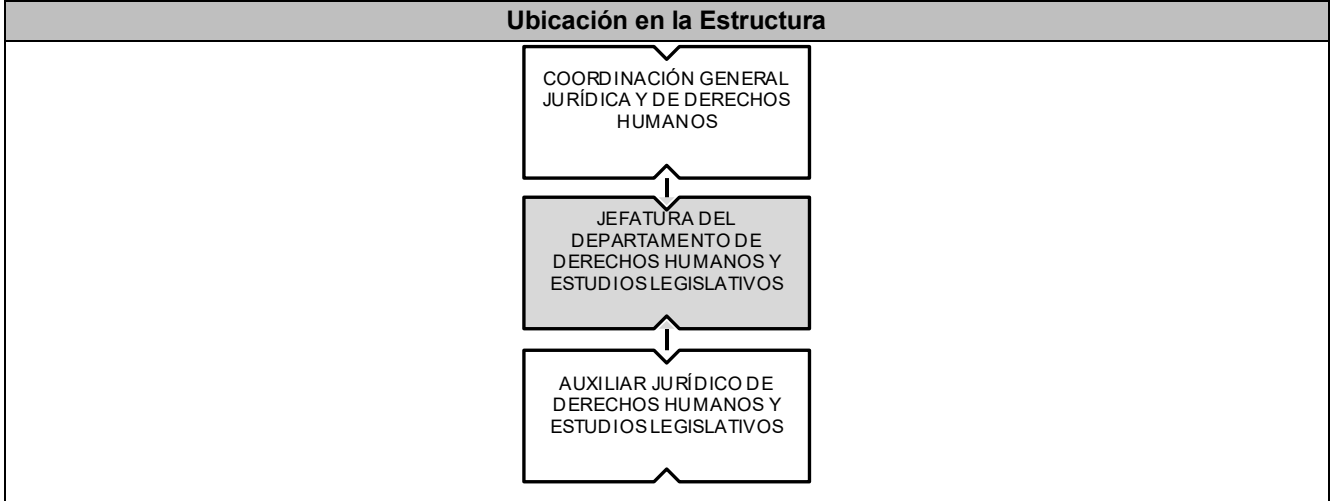 Ubicación en la Estructura
COORDINACIÓN GENERAL
JURÍDICA Y DE DERECHOS
HUMANOS
JEFATURA DEL
DEPARTAMENTO DE
DERECHOS HUMANOS Y
ESTUDIOS LEGISLATIVOS
AUXILIAR JURÍDICO DE
DERECHOS HUMANOS Y
ESTUDIOS LEGISLATIVOS